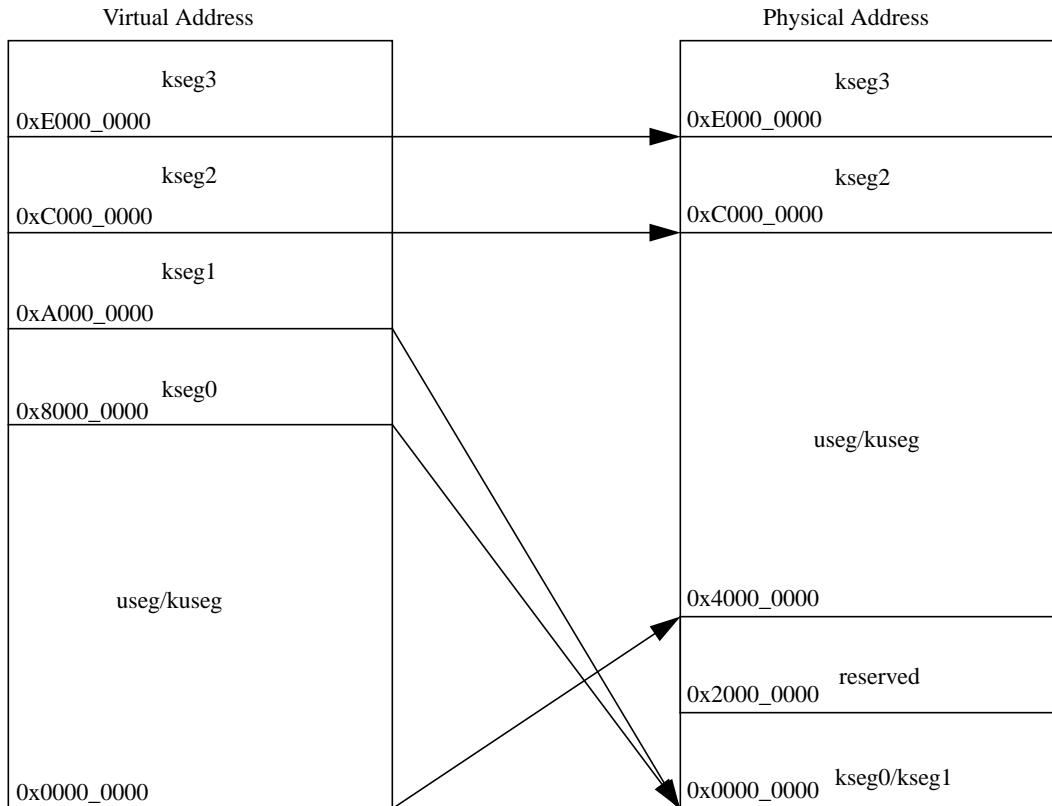 Virtual Address
kseg3
0xE000_0000
kseg2
0xC000_0000
kseg1
0xA000_0000
kseg0
0x8000_0000
useg/kuseg
0x0000_0000
Physical Address
kseg3
0xE000_0000
kseg2
0xC000_0000
useg/kuseg
0x4000_0000
reserved
0x2000_0000
kseg0/kseg1
0x0000_0000